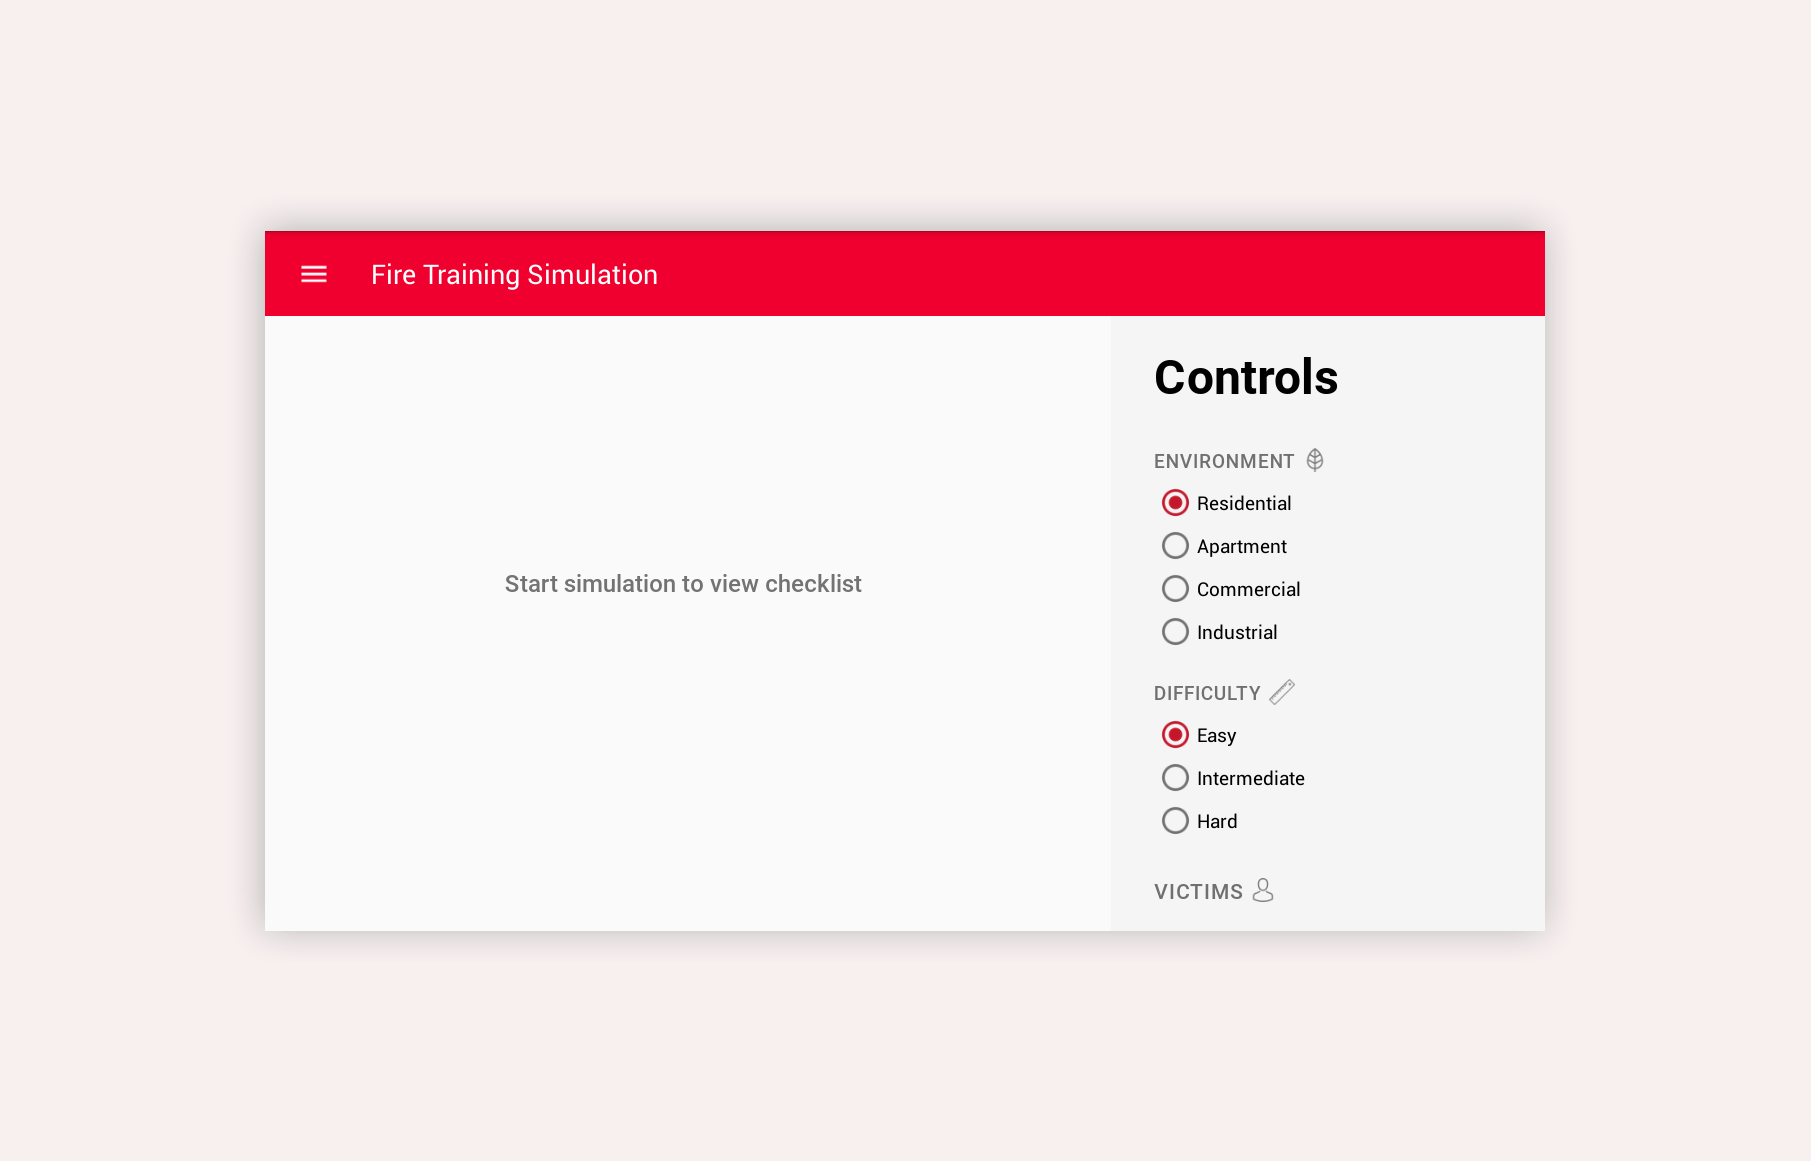 Fire Training Simulation
Start simulation to view checklist
Controls
ENVIRONMENT
Residential
Apartment
Commercial
Industrial
DIFFICULTY
Easy
Intermediate
Hard
VICTIMS